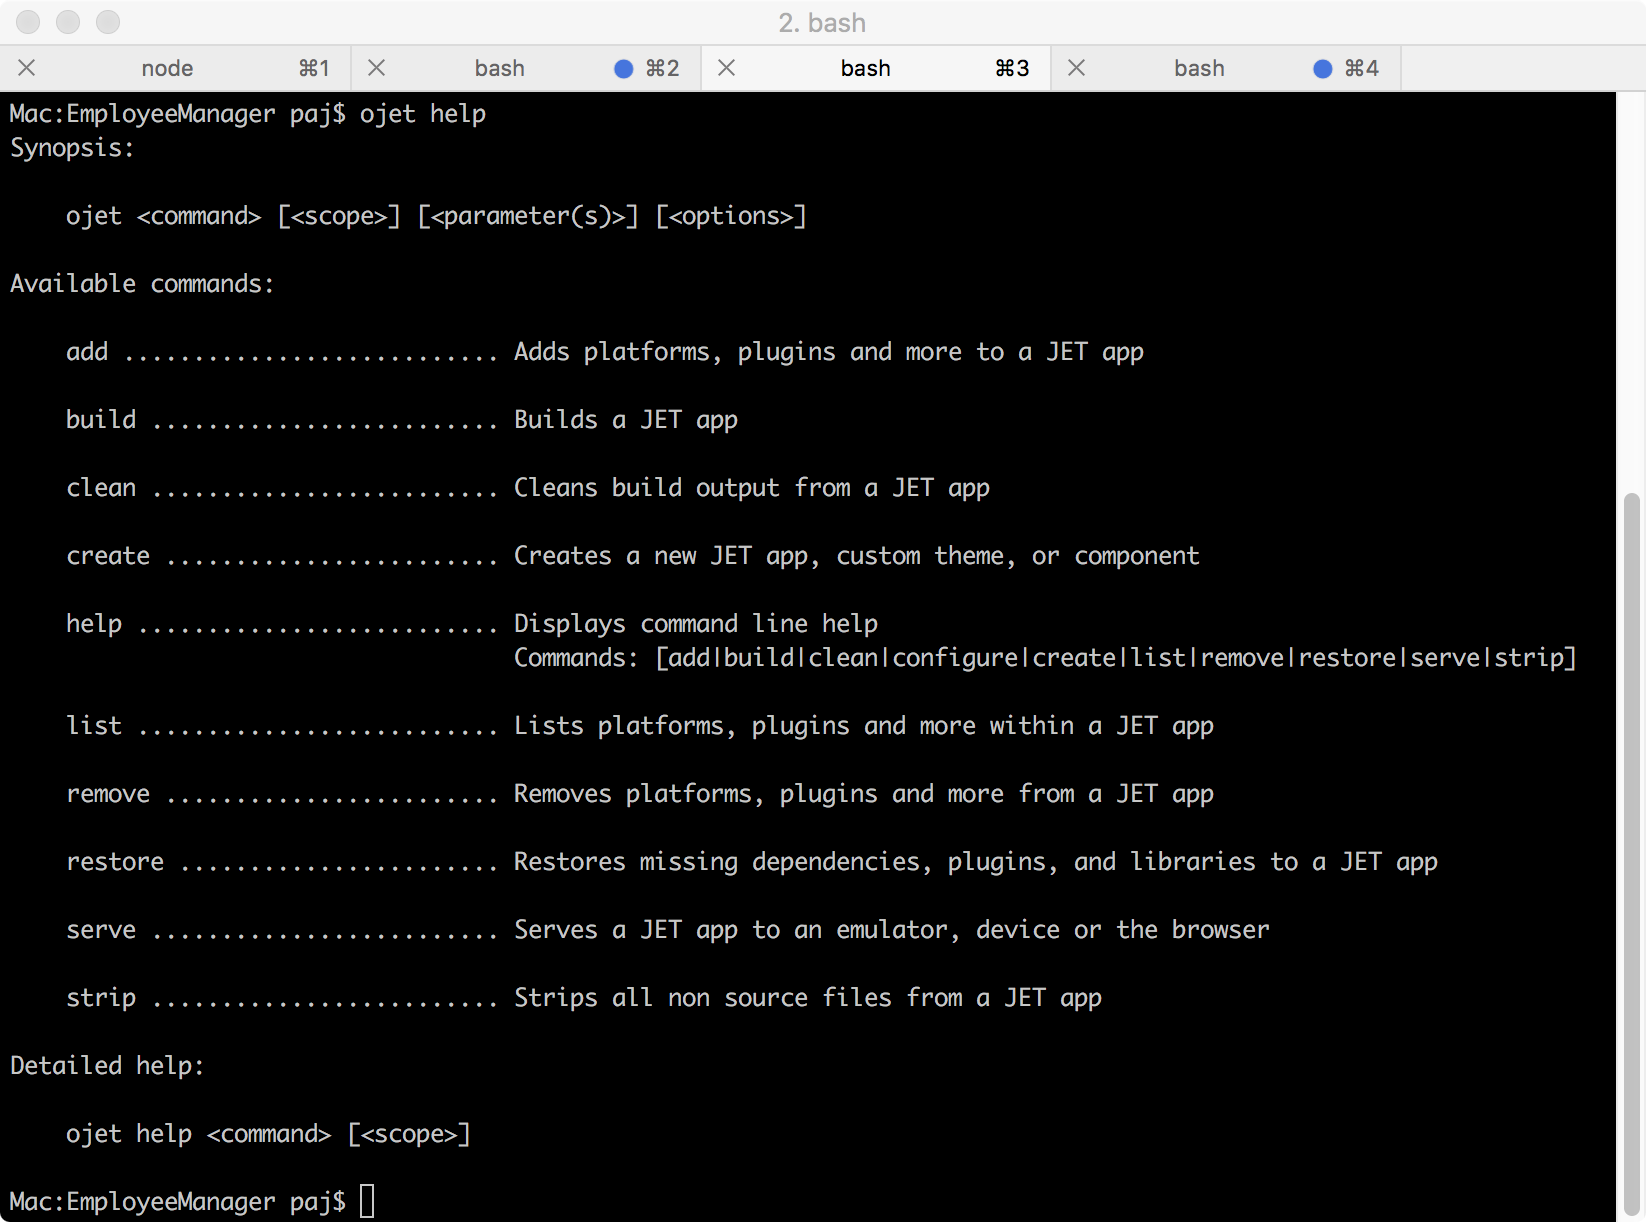 2. bash
node ⌘1 bash ⌘2 bash ⌘3 bash ⌘4
Mac:EmployeeManager paj$ ojet help
Synopsis:
ojet <command> [<scope>] [<parameter(s)>] [<options>]
Available commands:
add ........................... Adds platforms, plugins and more to a JET app
build ......................... Builds a JET app
clean ......................... Cleans build output from a JET app
create ........................ Creates a new JET app, custom theme, or component
help .......................... Displays command line help
Commands: [add|build|clean|configure|create|list|remove|restore|serve|strip]
list .......................... Lists platforms, plugins and more within a JET app
remove ........................ Removes platforms, plugins and more from a JET app
restore ....................... Restores missing dependencies, plugins, and libraries to a JET app
serve ......................... Serves a JET app to an emulator, device or the browser
strip ......................... Strips all non source files from a JET app
Detailed help:
ojet help <command> [<scope>]
Mac:EmployeeManager paj$